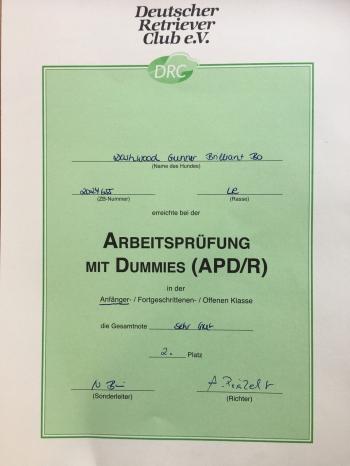 Deutscher
Retriever
Club e.V.
DRC
Washwood Gunner Brilliant Bo
(Name des Hundes)
LR
(ZB-Nummer) (Rasse)
erreichte bei der
ARBEITSPRÜFUNG
MIT DUMMIES (APD/R)
in der
Anfänger- / Fortgeschrittenen- / Offenen Klasse
die Gesamtnote sehr gut
2. Platz
(Sonderleiter) (Richter)